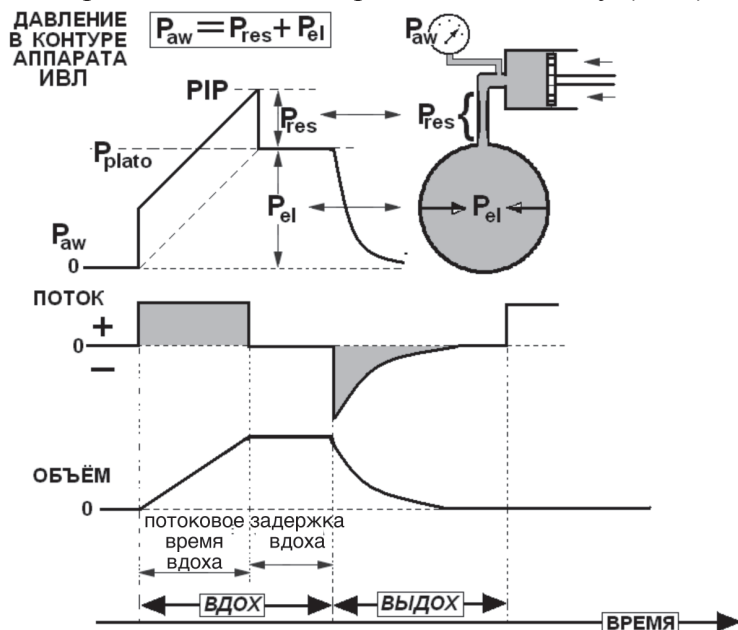 ДАВЛЕНИЕ
В КОНТУРЕ
АППАРАТА
ИВЛ
Paw = Pres + Pel
Paw
PIP
Pres
Pres
Pplato
Pel
Pel
Paw
0
ПОТОК
+
0
−
ОБЪЁМ
0
потоковое
время
вдоха
задержка
вдоха
ВДОХ
ВЫДОХ
ВРЕМЯ